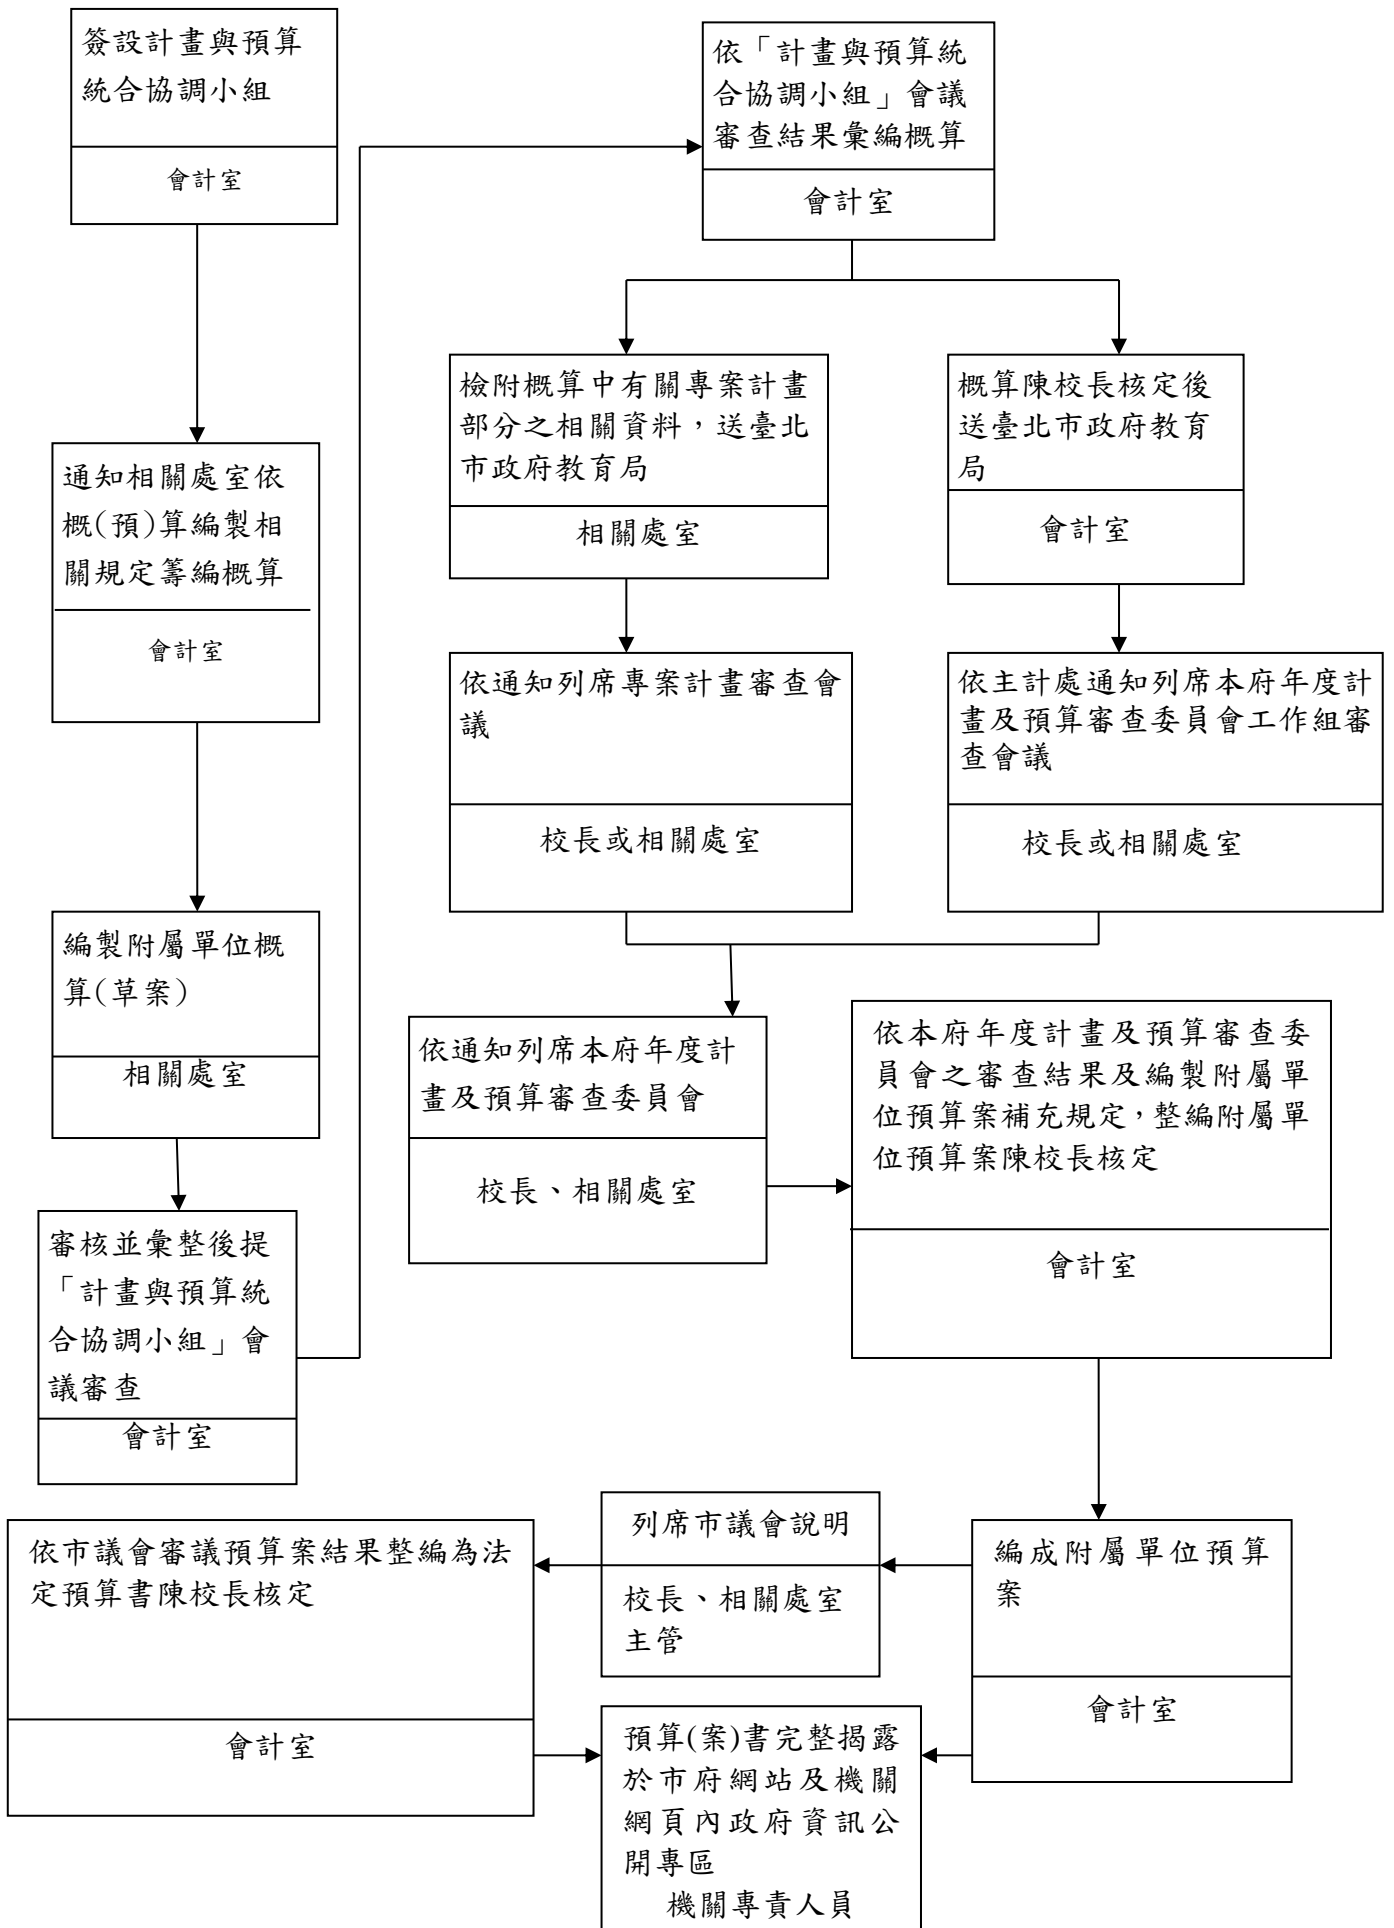 簽設計畫與預算
統合協調小組
會計室
通知相關處室依
概(預)算編製相
關規定籌編概算
會計室
編製附屬單位概
算(草案)
相關處室
審核並彙整後提
「計畫與預算統
合協調小組」會
議審查
會計室
依「計畫與預算統
合協調小組」會議
審查結果彙編概算
會計室
檢附概算中有關專案計畫
部分之相關資料，送臺北
市政府教育局
相關處室
概算陳校長核定後
送臺北市政府教育
局
會計室
依通知列席專案計畫審查會
議
校長或相關處室
依主計處通知列席本府年度計
畫及預算審查委員會工作組審
查會議
校長或相關處室
依通知列席本府年度計
畫及預算審查委員會
校長、相關處室
依本府年度計畫及預算審查委
員會之審查結果及編製附屬單
位預算案補充規定，整編附屬單
位預算案陳校長核定
會計室
編成附屬單位預算
案
會計室
列席市議會說明
校長、相關處室
主管
依市議會審議預算案結果整編為法
定預算書陳校長核定
會計室
預算(案)書完整揭露
於市府網站及機關
網頁內政府資訊公
開專區
機關專責人員